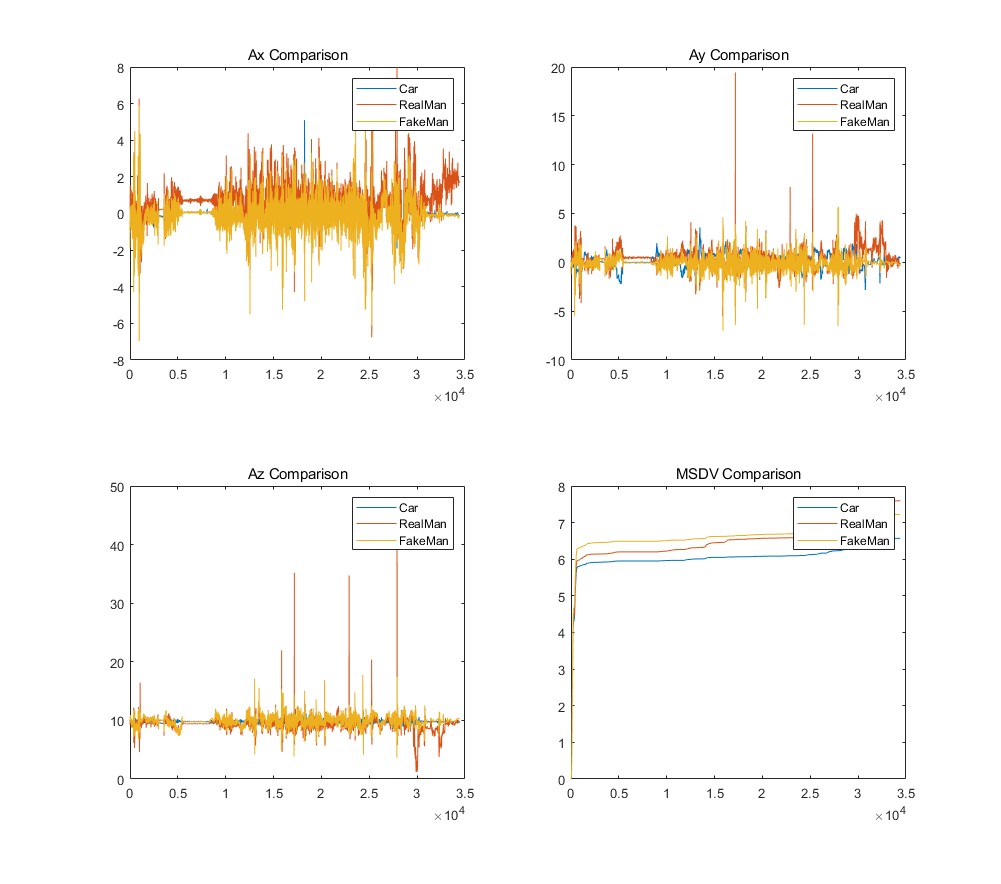 Ax Comparison
8
6
4
2
0
-2
-4
-6
-8
Car
RealMan
FakeMan
0 0.5 1 1.5 2 2.5 3 3.5
×10^4
Ay Comparison
20
15
10
5
0
-5
-10
Car
RealMan
FakeMan
0 0.5 1 1.5 2 2.5 3 3.5
×10^4
Az Comparison
50
40
30
20
10
0
Car
RealMan
FakeMan
0 0.5 1 1.5 2 2.5 3 3.5
×10^4
MSDV Comparison
8
7
6
5
4
3
2
1
0
Car
RealMan
FakeMan
0 0.5 1 1.5 2 2.5 3 3.5
×10^4